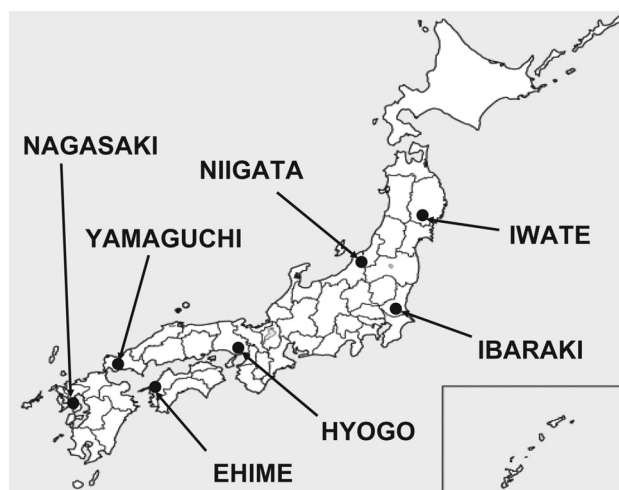 NAGASAKI
NIIGATA
YAMAGUCHI
IWATE
IBARAKI
HYOGO
EHIME